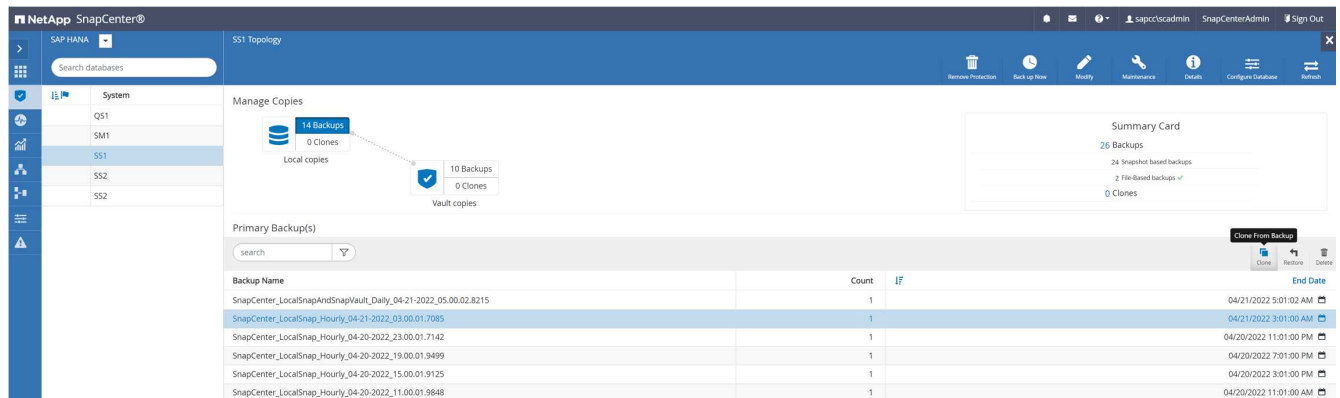 NetApp SnapCenter®
sapcc\scadmin SnapCenterAdmin Sign Out
SAP HANA
SS1 Topology
Search databases
Remove Protection Back up Now Modify Maintenance Details Configure Database Refresh
System
QS1
SM1
SS1
SS2
SS2
Manage Copies
14 Backups
0 Clones
Local copies
10 Backups
0 Clones
Vault copies
Summary Card
26 Backups
24 Snapshot based backups
2 File-Based backups
0 Clones
Primary Backup(s)
Clone From Backup
search
Clone Restore Delete
Backup Name Count End Date
SnapCenter_LocalSnapAndSnapVault_Daily_04-21-2022_05.00.02.8215 1 04/21/2022 5:01:02 AM
SnapCenter_LocalSnap_Hourly_04-21-2022_03.00.01.7085 1 04/21/2022 3:01:00 AM
SnapCenter_LocalSnap_Hourly_04-20-2022_23.00.01.7142 1 04/20/2022 11:01:00 PM
SnapCenter_LocalSnap_Hourly_04-20-2022_19.00.01.9499 1 04/20/2022 7:01:00 PM
SnapCenter_LocalSnap_Hourly_04-20-2022_15.00.01.9125 1 04/20/2022 3:01:00 PM
SnapCenter_LocalSnap_Hourly_04-20-2022_11.00.01.9848 1 04/20/2022 11:01:00 AM